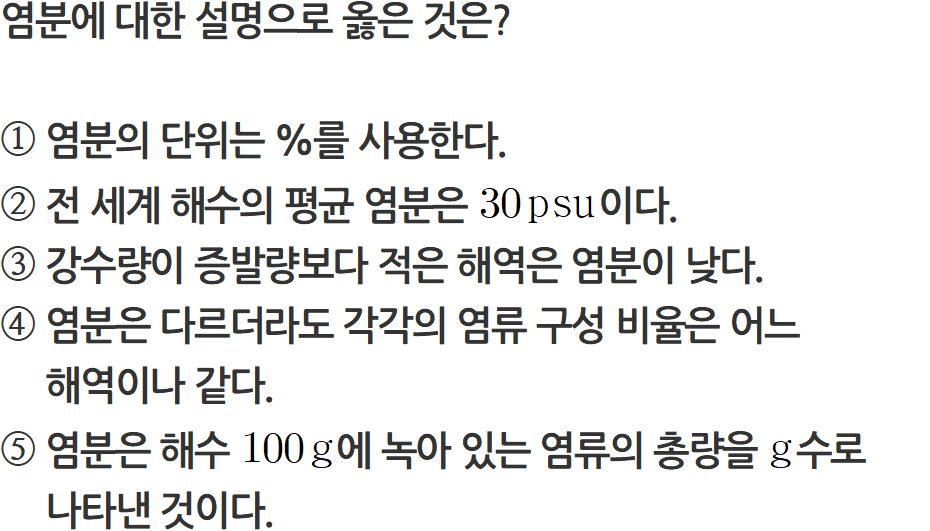 염분에 대한 설명으로 옳은 것은?
① 염분의 단위는 %를 사용한다.
② 전 세계 해수의 평균 염분은 30psu이다.
③ 강수량이 증발량보다 적은 해역은 염분이 낮다.
④ 염분은 다르더라도 각각의 염류 구성 비율은 어느
해역이나 같다.
⑤ 염분은 해수 100g에 녹아 있는 염류의 총량을 g수로
나타낸 것이다.